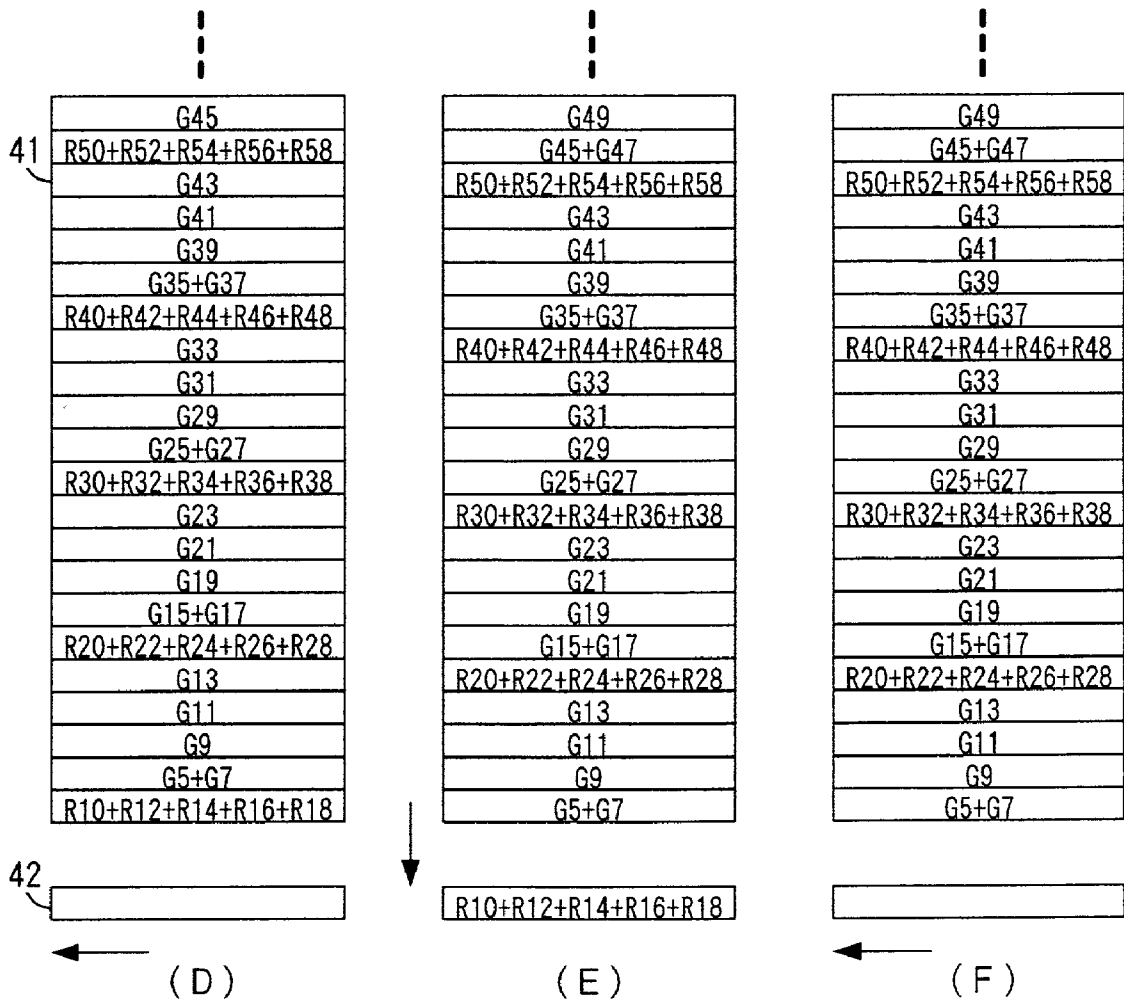 G45
R50+R52+R54+R56+R58
G43
G41
G39
G35+G37
R40+R42+R44+R46+R48
G33
G31
G29
G25+G27
R30+R32+R34+R36+R38
G23
G21
G19
G15+G17
R20+R22+R24+R26+R28
G13
G11
G9
G5+G7
R10+R12+R14+R16+R18
41
42
(D)
G49
G45+G47
R50+R52+R54+R56+R58
G43
G41
G39
G35+G37
R40+R42+R44+R46+R48
G33
G31
G29
G25+G27
R30+R32+R34+R36+R38
G23
G21
G19
G15+G17
R20+R22+R24+R26+R28
G13
G11
G9
G5+G7
R10+R12+R14+R16+R18
(E)
G49
G45+G47
R50+R52+R54+R56+R58
G43
G41
G39
G35+G37
R40+R42+R44+R46+R48
G33
G31
G29
G25+G27
R30+R32+R34+R36+R38
G23
G21
G19
G15+G17
R20+R22+R24+R26+R28
G13
G11
G9
G5+G7
(F)